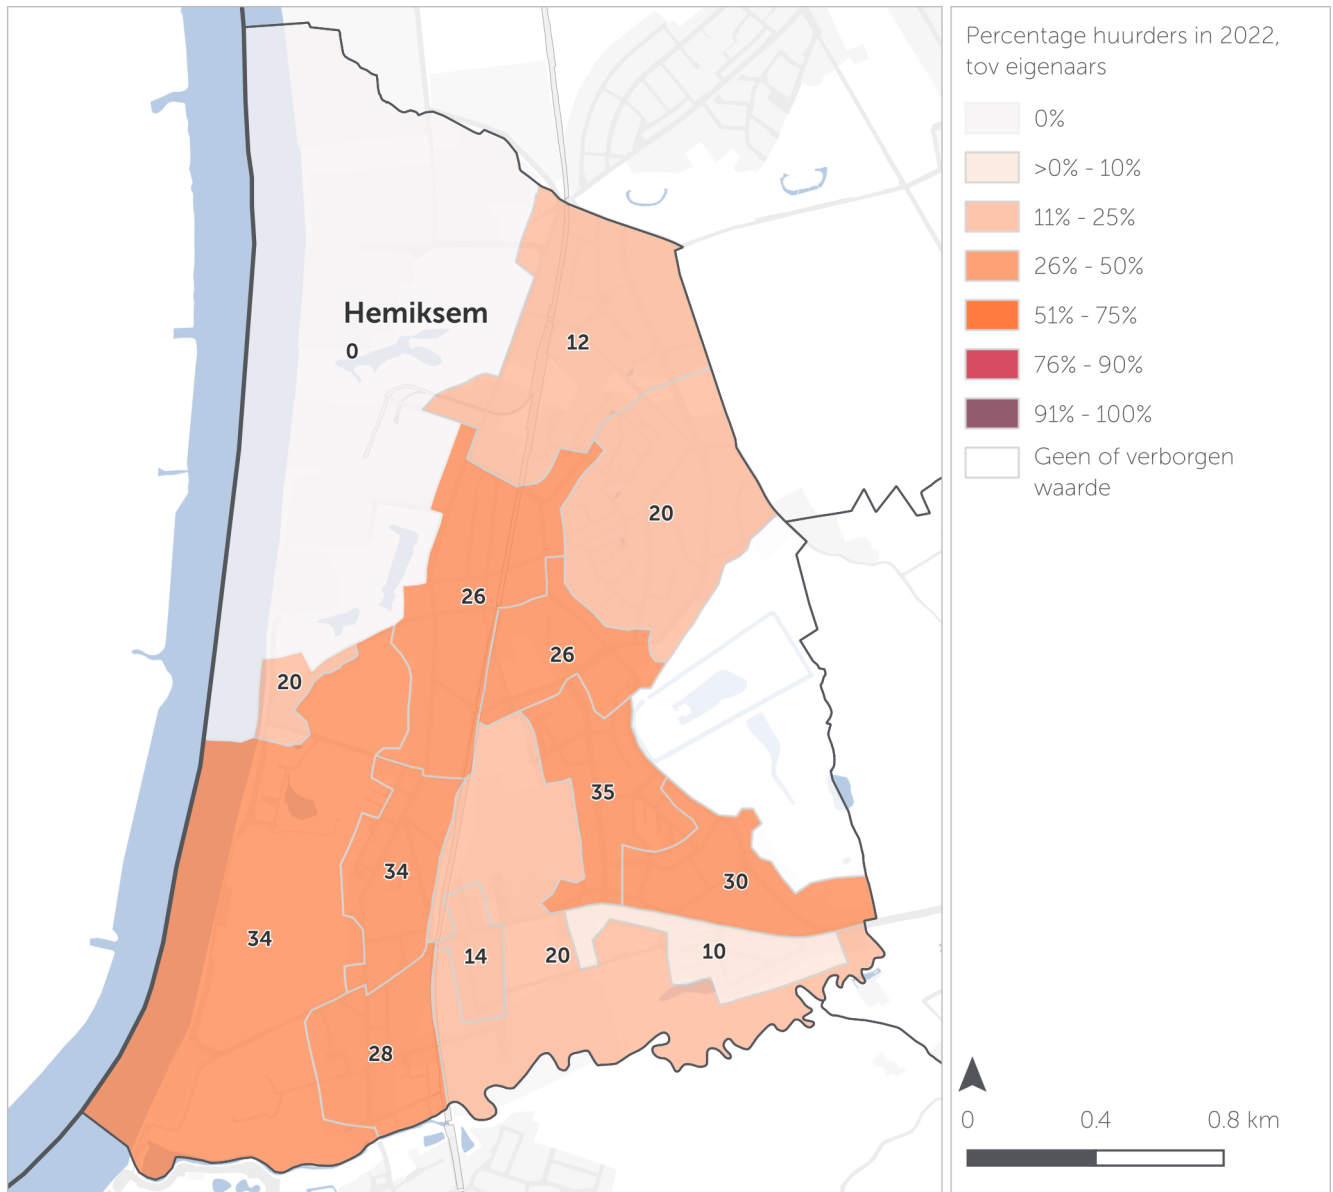 Percentage huurders in 2022,
tov eigenaars
0%
>0% - 10%
11% - 25%
26% - 50%
51% - 75%
76% - 90%
91% - 100%
Geen of verborgen
waarde
Hemiksem
0
12
20
26
26
20
35
34
30
34
14
20
10
28
0
0.4
0.8 km